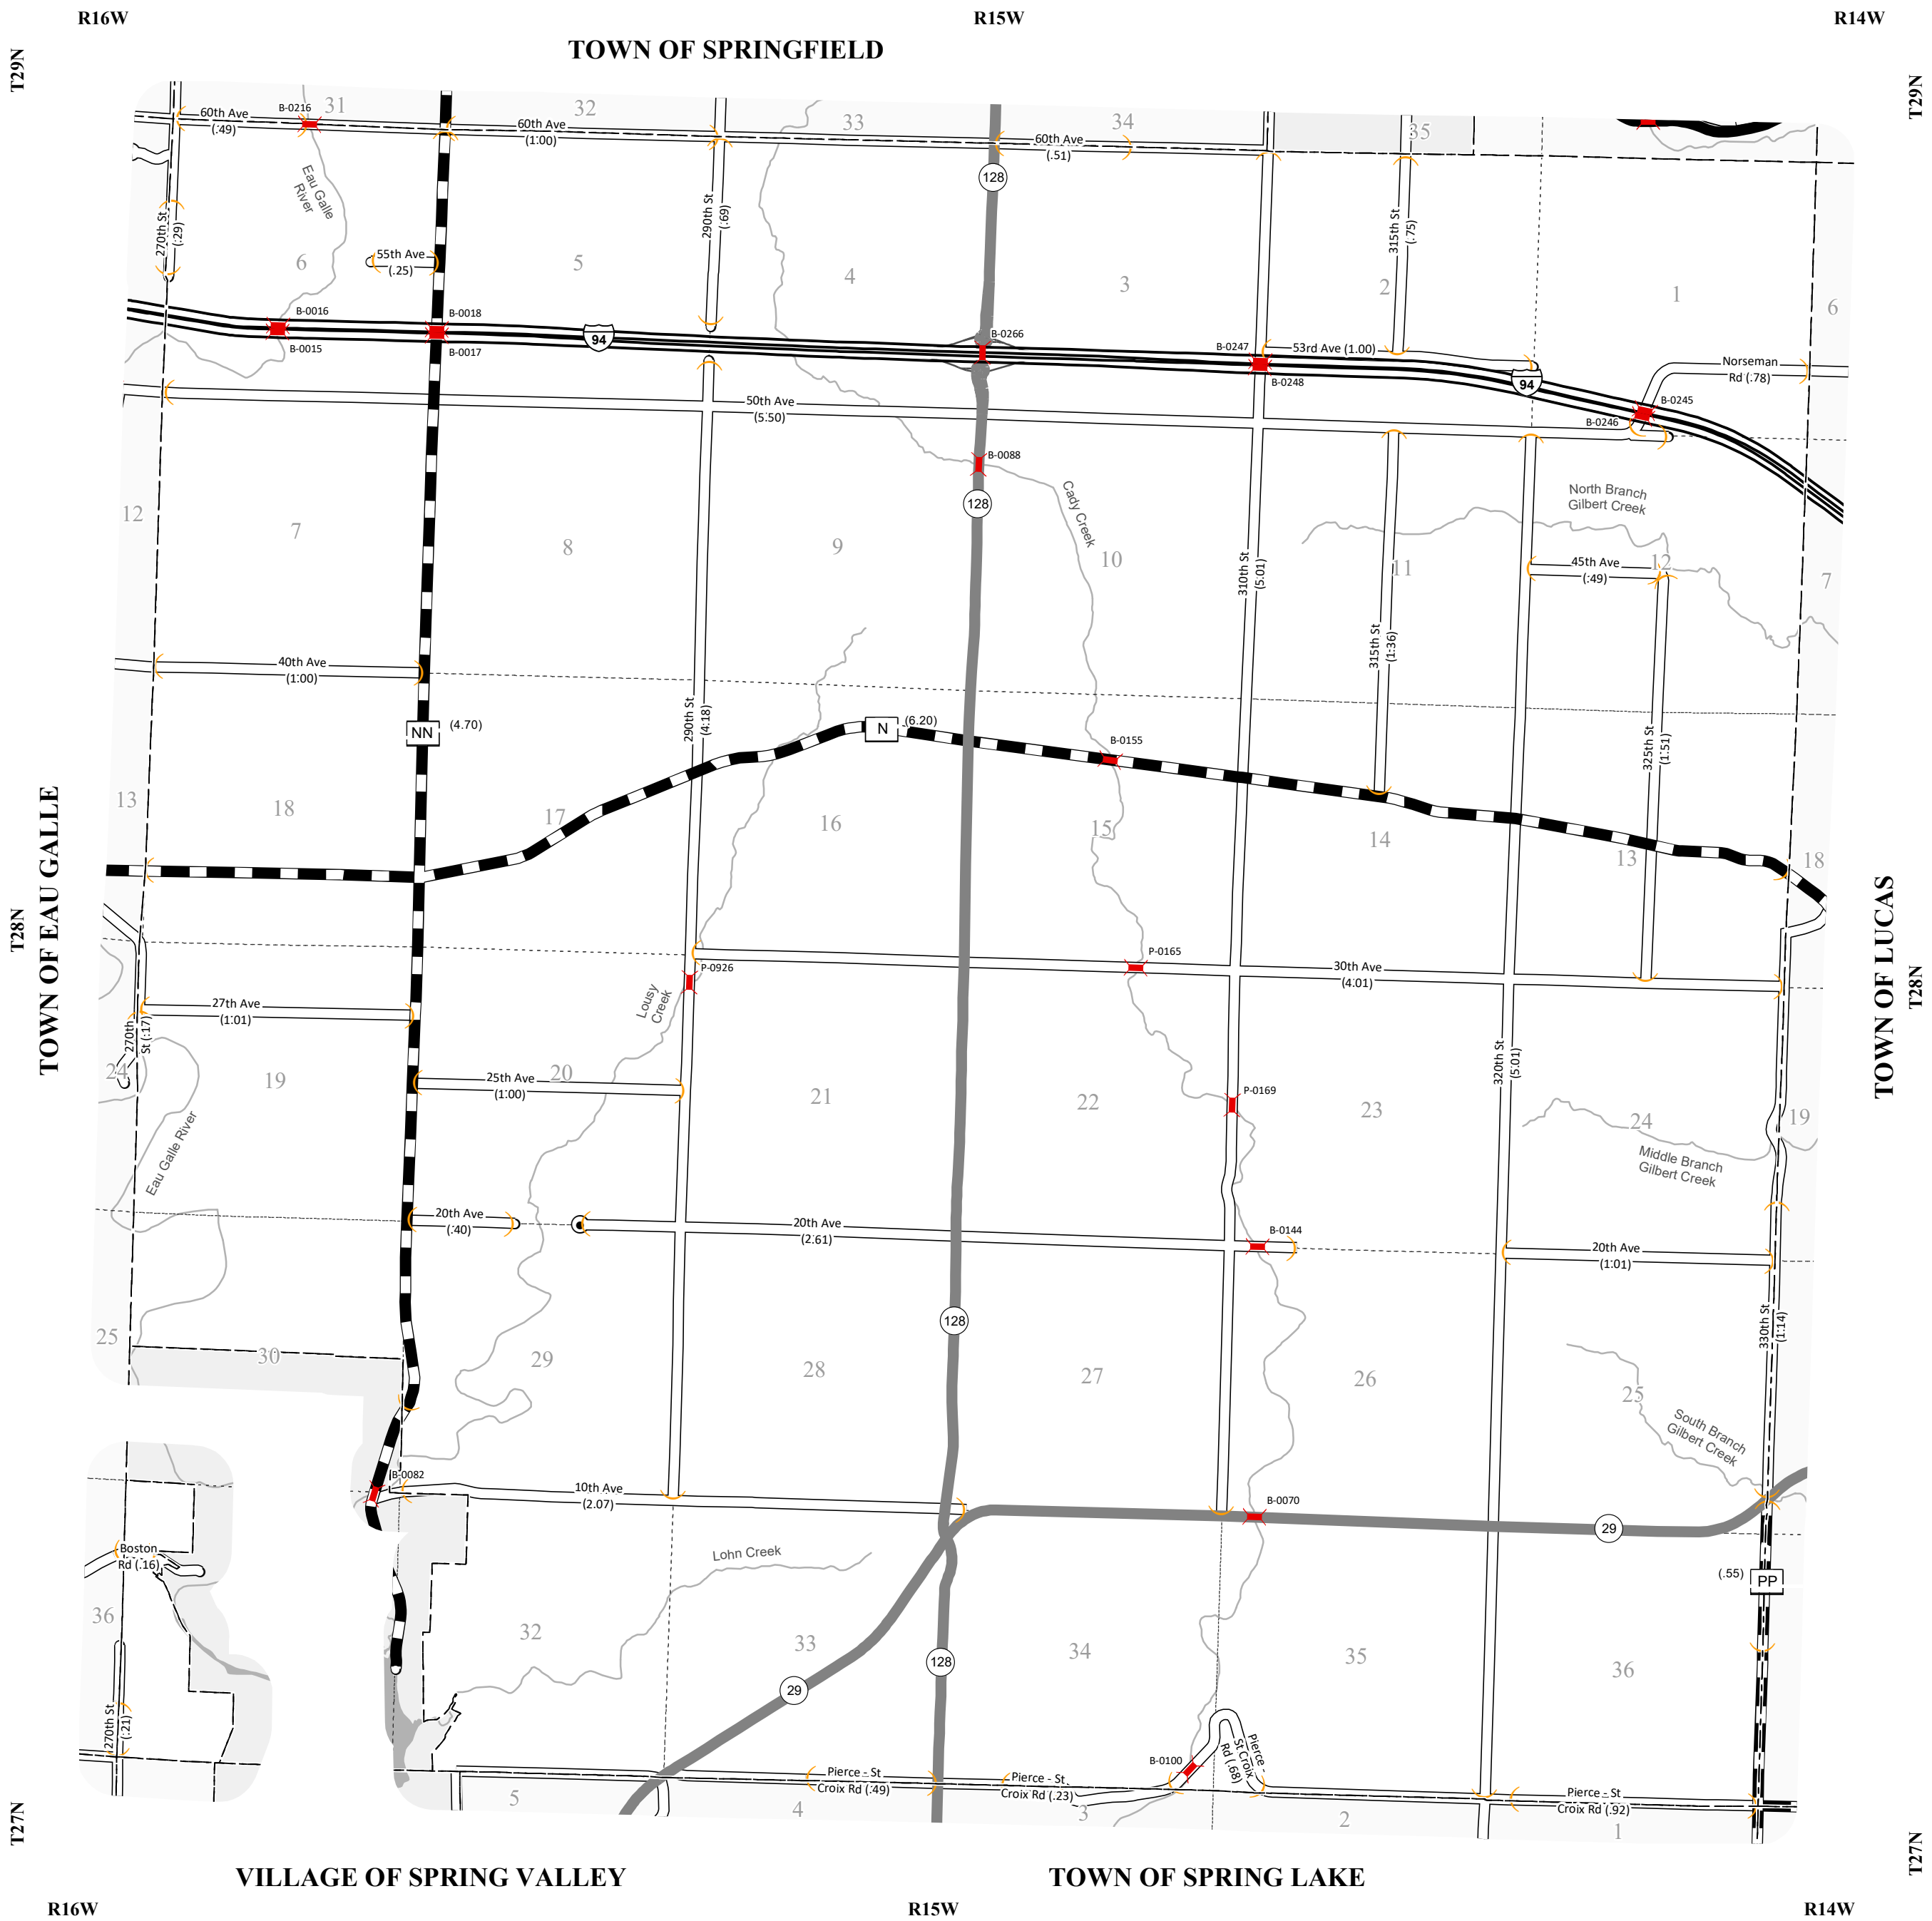 R16W
R15W
R14W
TOWN OF SPRINGFIELD
T29N
T29N
31
32
33
34
35
B-0216
60th Ave
(.49)
60th Ave
(1.00)
60th Ave
(.51)
128
Eau Galle
River
270th St
(.29)
290th St
(.69)
315th St
(.75)
55th Ave
(.25)
6
5
4
3
2
1
6
B-0016
B-0015
B-0018
B-0017
94
B-0266
B-0247
B-0248
53rd Ave (1.00)
94
Norseman
Rd (.78)
B-0245
B-0246
50th Ave
(5.50)
B-0088
128
Cady Creek
North Branch
Gilbert Creek
12
7
8
9
10
11
12
7
310th St
(5.01)
45th Ave
(.49)
315th St
(1.36)
40th Ave
(1.00)
NN
(4.70)
290th St
(4.18)
N
(6.20)
B-0155
325th St
(1.51)
13
18
17
16
15
14
13
18
TOWN OF EAU GALLE
T28N
TOWN OF LUCAS
T28N
P-0926
P-0165
30th Ave
(4.01)
27th Ave
(1.01)
270th
St (.17)
Lousy
Creek
320th St
(5.01)
24
19
25th Ave
(1.00)
20
21
22
23
24
19
P-0169
Eau Galle River
Middle Branch
Gilbert Creek
20th Ave
(.40)
20th Ave
(2.61)
B-0144
20th Ave
(1.01)
128
330th St
(1.14)
25
30
29
28
27
26
25
South Branch
Gilbert Creek
B-0082
10th Ave
(2.07)
B-0070
29
Boston
Rd (.16)
Lohn Creek
(.55)
PP
36
32
33
34
35
36
128
29
270th St
(.21)
B-0100
Pierce - St
Croix Rd (.49)
Pierce - St
Croix Rd (.23)
Pierce -
St Croix
Rd (.68)
Pierce - St
Croix Rd (.92)
5
4
3
2
1
T27N
T27N
VILLAGE OF SPRING VALLEY
TOWN OF SPRING LAKE
R16W
R15W
R14W